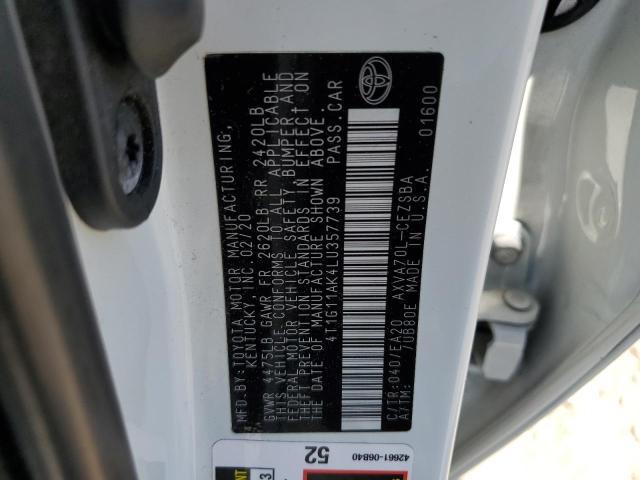 MFD.BY:TOYOTA MOTOR MANUFACTURING,
KENTUCKY, INC. 02/20
GVWR 4475LB GAWR FR 2620LB RR 2420LB
THIS VEHICLE CONFORMS TO ALL APPLICABLE
FEDERAL MOTOR VEHICLE SAFETY, BUMPER, AND
THEFT PREVENTION STANDARDS IN EFFECT ON
THE DATE OF MANUFACTURE SHOWN ABOVE.
4T1G11AK4LU357739 PASS.CAR
C/TR:040/EA20 AXVA70L-CEZSBA 01600
A/TM: /UB80E MADE IN U.S.A.
42661-06B40
52